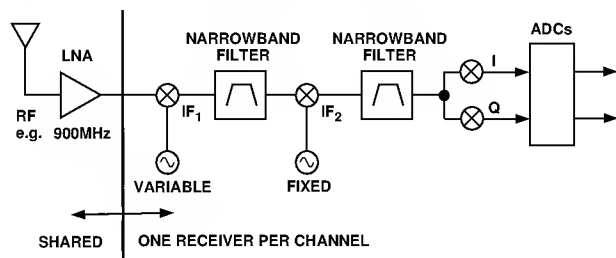 LNA
RF
e.g. 900MHz
NARROWBAND
FILTER
IF1
VARIABLE
NARROWBAND
FILTER
IF2
FIXED
I
Q
ADCs
SHARED
ONE RECEIVER PER CHANNEL